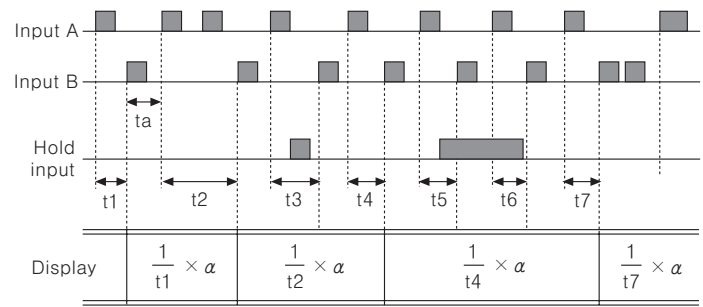 Input A
Input B
ta
Hold
input
t1 t2 t3 t4 t5 t6 t7
Display 1/t1 × α 1/t2 × α 1/t4 × α 1/t7 × α